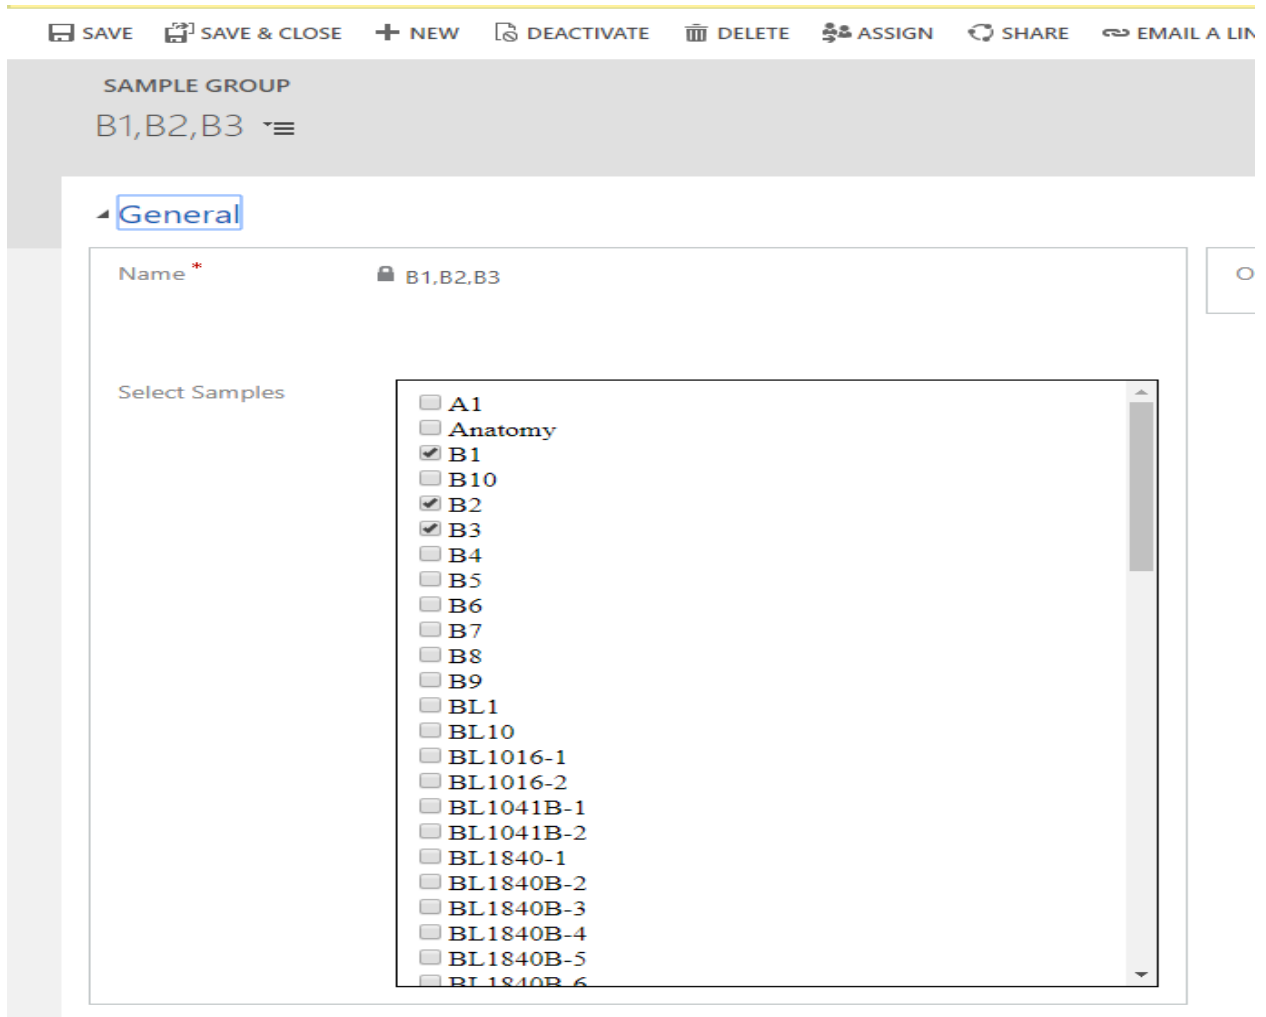 SAVE SAVE & CLOSE NEW DEACTIVATE DELETE ASSIGN SHARE EMAIL A LIN
SAMPLE GROUP
B1,B2,B3
General
Name * B1,B2,B3
O
Select Samples
A1
Anatomy
B1
B10
B2
B3
B4
B5
B6
B7
B8
B9
BL1
BL10
BL1016-1
BL1016-2
BL1041B-1
BL1041B-2
BL1840-1
BL1840B-2
BL1840B-3
BL1840B-4
BL1840B-5
BL1840B-6